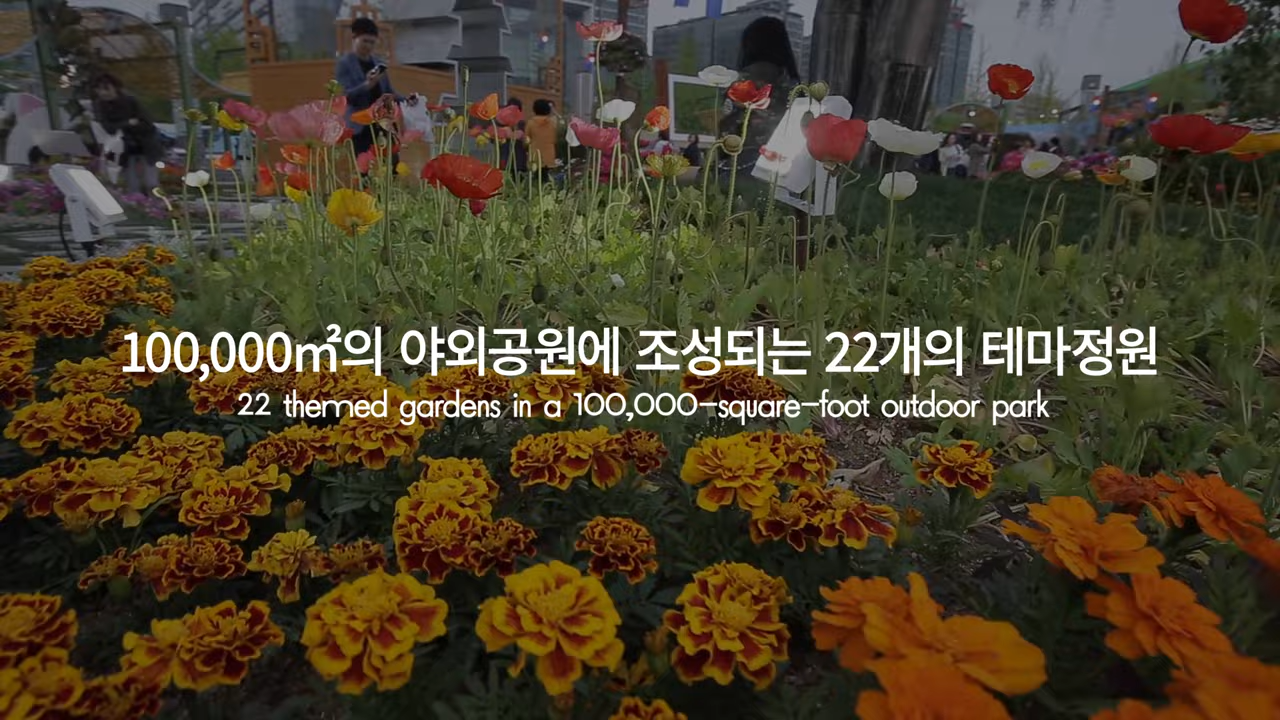 100,000㎡의 야외공원에 조성되는 22개의 테마정원
22 themed gardens in a 100,000-square-foot outdoor park